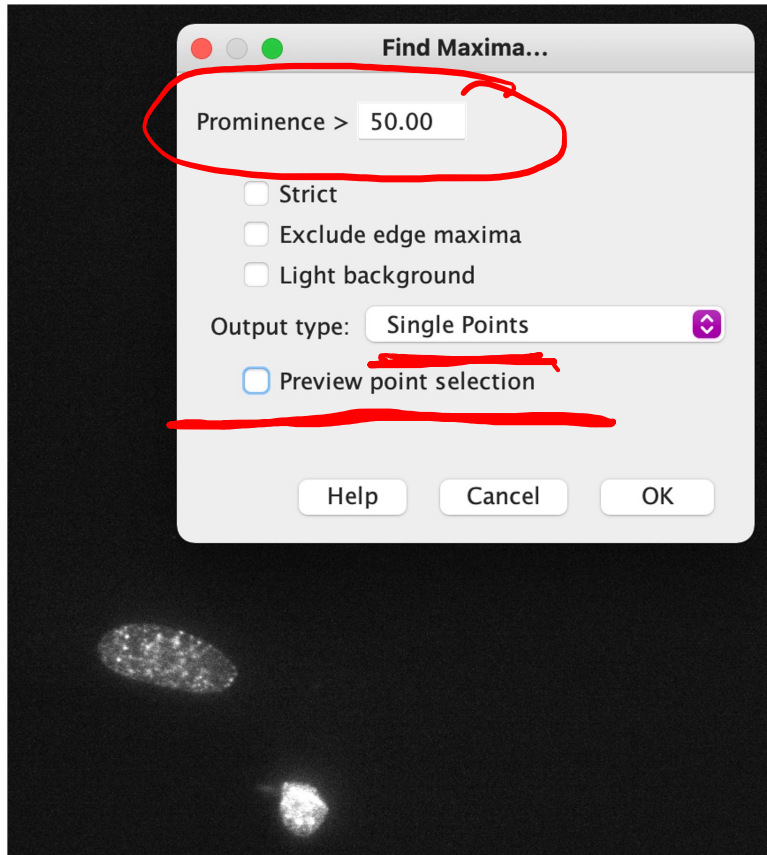 Find Maxima...
Prominence > 50.00
Strict
Exclude edge maxima
Light background
Output type: Single Points
Preview point selection
Help Cancel OK